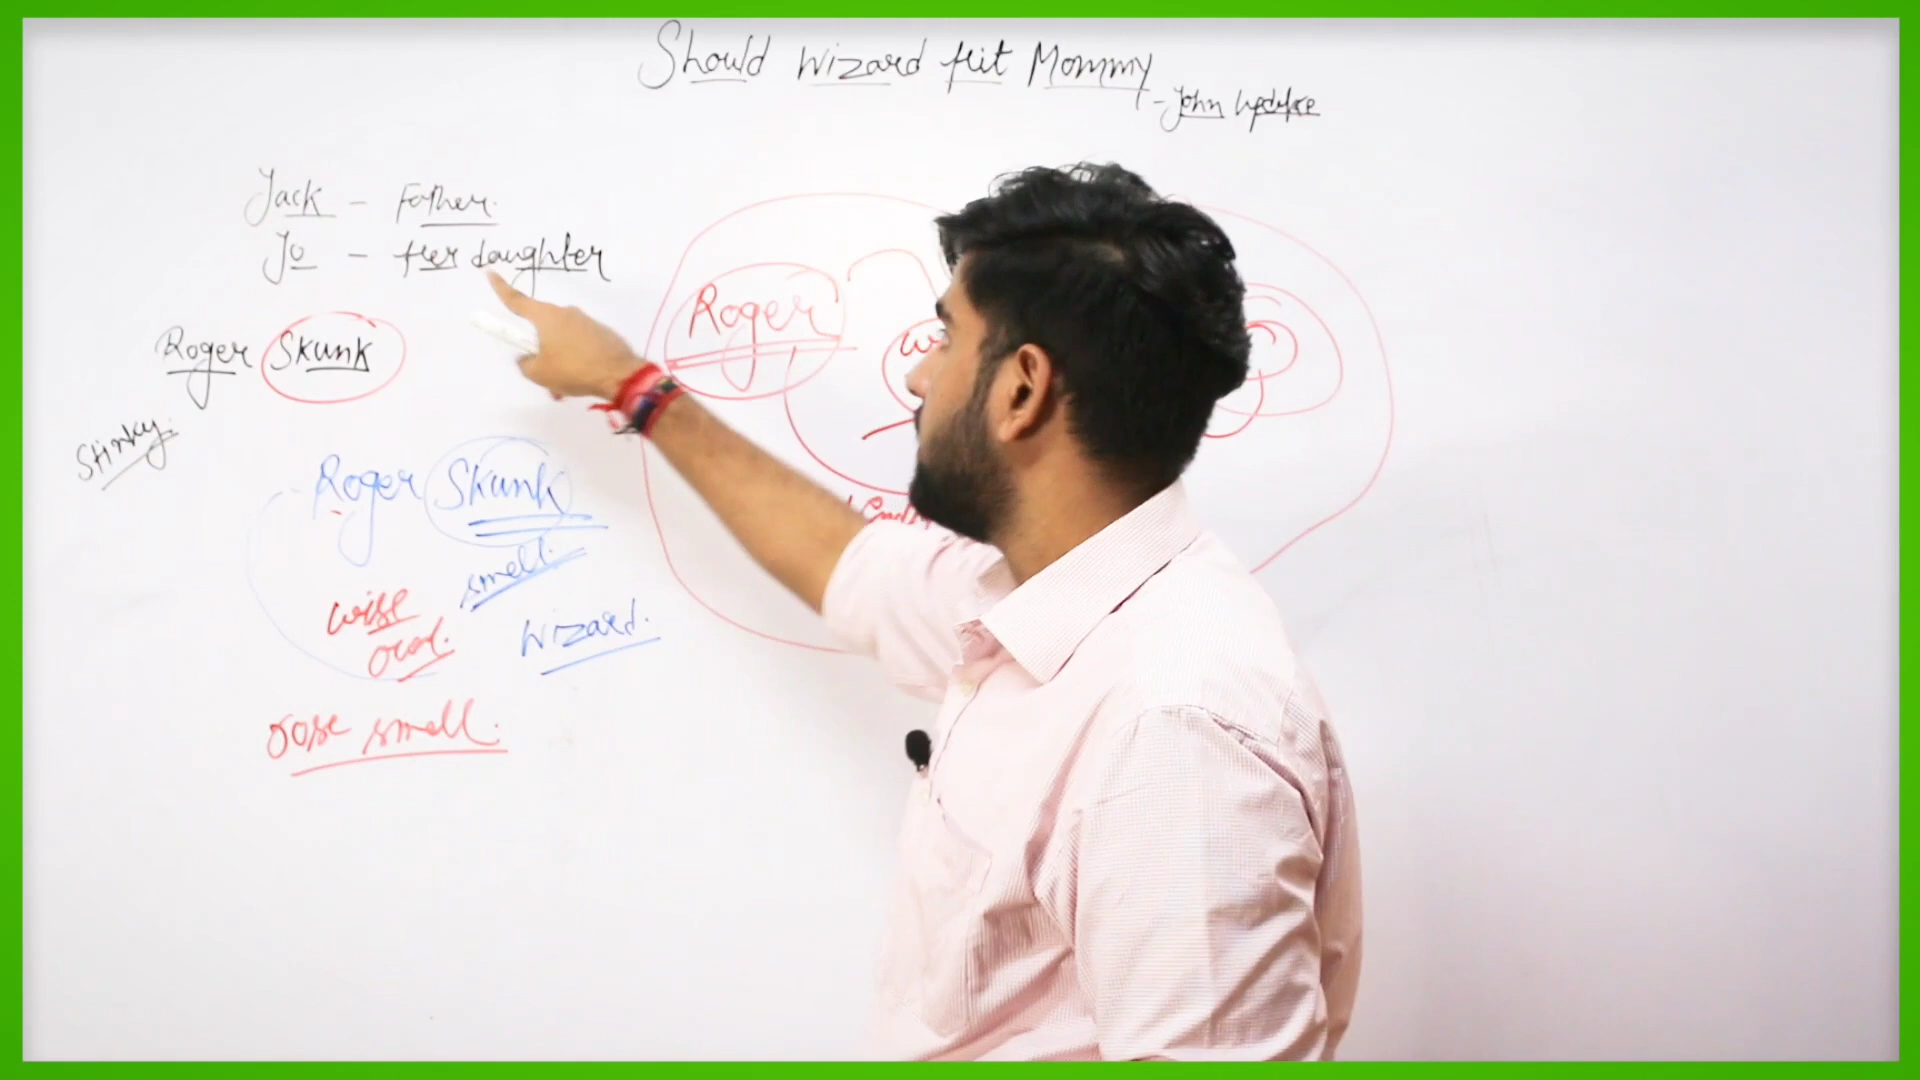 Should Wizard Hit Mommy
- John Updike
Jack - Father.
Jo - Her daughter
Roger Skunk
Stinky.
Roger Skunk
smell.
wise
owl.
Wizard.
rose smell.
Roger